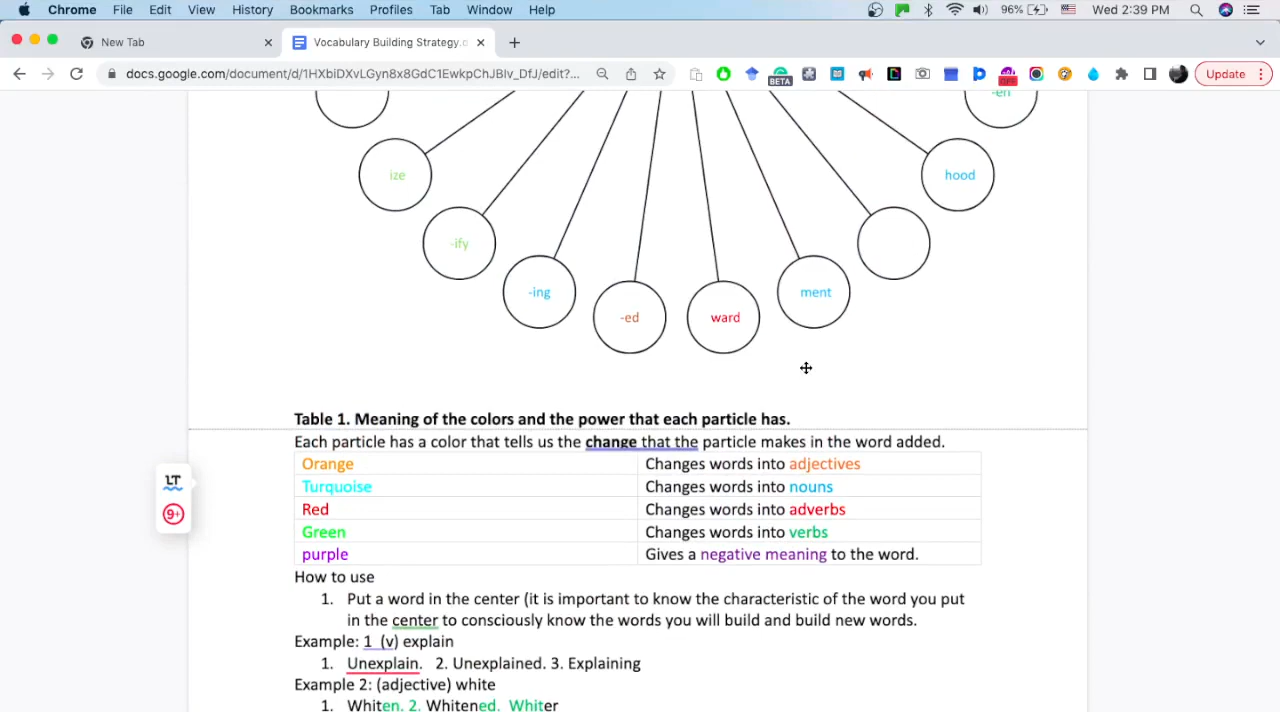 Chrome File Edit View History Bookmarks Profiles Tab Window Help 96% Wed 2:39 PM
New Tab Vocabulary Building Strategy.
docs.google.com/document/d/1HXbiDXvLGyn8x8GdC1EwkpChJBlv_DfJ/edit?... BETA OFF Update
-en
ize
hood
-ify
-ing
ment
-ed
ward
Table 1. Meaning of the colors and the power that each particle has.
Each particle has a color that tells us the change that the particle makes in the word added.
Orange Changes words into adjectives
LT
Turquoise Changes words into nouns
Red Changes words into adverbs
9+
Green Changes words into verbs
purple Gives a negative meaning to the word.
How to use
1. Put a word in the center (it is important to know the characteristic of the word you put
in the center to consciously know the words you will build and build new words.
Example: 1 (v) explain
1. Unexplain. 2. Unexplained. 3. Explaining
Example 2: (adjective) white
1. Whiten. 2. Whitened. Whiter